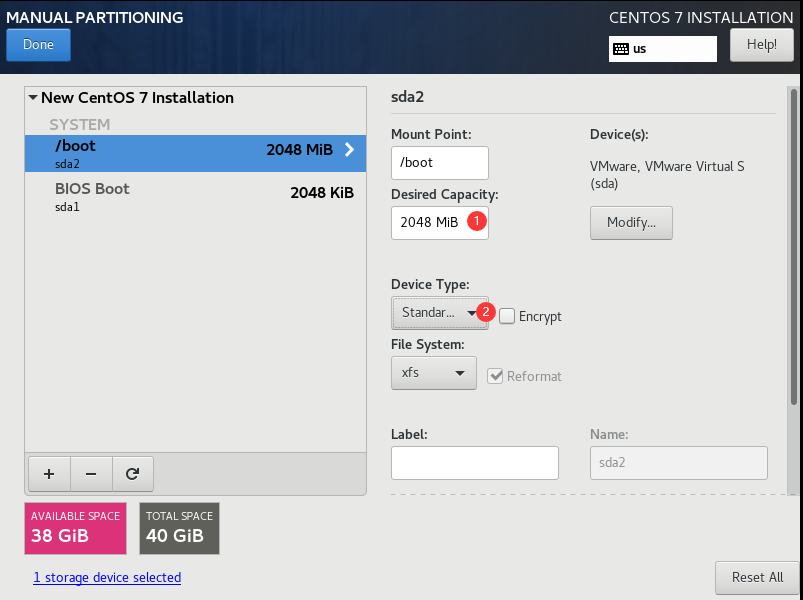 MANUAL PARTITIONING
CENTOS 7 INSTALLATION
Done
us
Help!
New CentOS 7 Installation
SYSTEM
/boot
2048 MiB
sda2
BIOS Boot
2048 KiB
sda1
+
−
AVAILABLE SPACE
38 GiB
TOTAL SPACE
40 GiB
1 storage device selected
sda2
Mount Point:
/boot
Desired Capacity:
2048 MiB
1
Device(s):
VMware, VMware Virtual S
(sda)
Modify...
Device Type:
Standar...
2
Encrypt
File System:
xfs
Reformat
Label:
Name:
sda2
Reset All